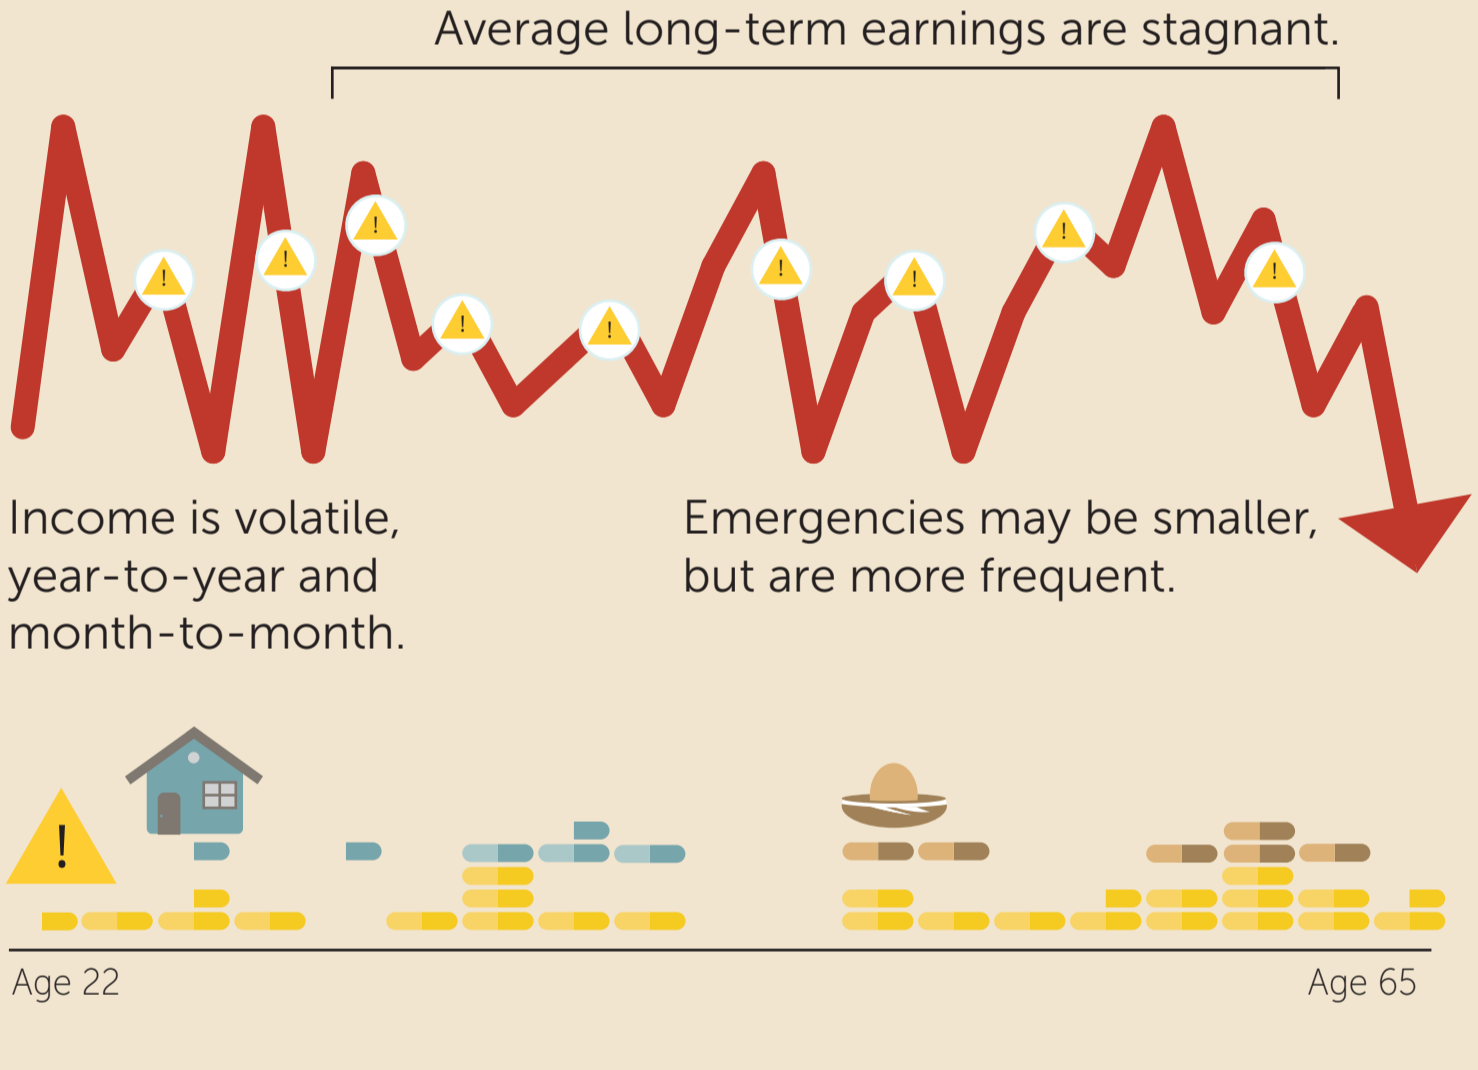 Average long-term earnings are stagnant.
!
!
!
!
!
!
!
!
!
Income is volatile,
year-to-year and
month-to-month.
Emergencies may be smaller,
but are more frequent.
!
Age 22
Age 65